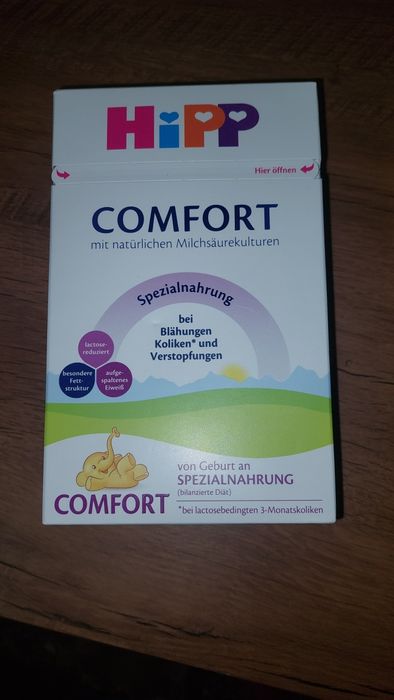 HiPP
Hier öffnen
COMFORT
mit natürlichen Milchsäurekulturen
Spezialnahrung
bei
Blähungen
Koliken* und
Verstopfungen
lactose-
reduziert
besondere
Fett-
struktur
aufge-
spaltenes
Eiweiß
von Geburt an
SPEZIALNAHRUNG
(bilanzierte Diät)
COMFORT
*bei lactosebedingten 3-Monatskoliken